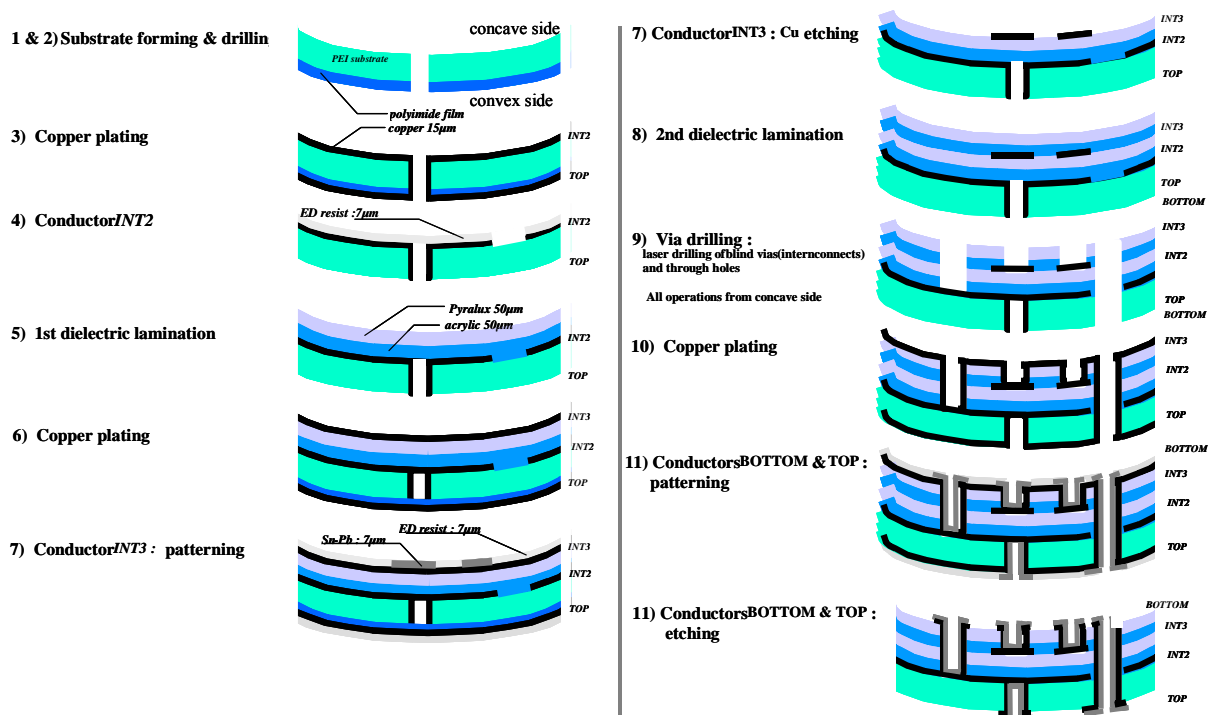 1 & 2) Substrate forming & drillin
concave side
PEI substrate
convex side
polyimide film
copper 15μm
3) Copper plating
INT2
TOP
4) ConductorINT2
ED resist :7μm
INT2
TOP
5) 1st dielectric lamination
Pyralux 50μm
acrylic 50μm
INT2
TOP
6) Copper plating
INT3
INT2
TOP
7) ConductorINT3 : patterning
ED resist : 7μm
Sn-Pb : 7μm
INT3
INT2
TOP
7) ConductorINT3 : Cu etching
INT3
INT2
TOP
8) 2nd dielectric lamination
INT3
INT2
TOP
BOTTOM
9) Via drilling :
laser drilling ofblind vias(internconnects)
and through holes
All operations from concave side
INT3
INT2
TOP
BOTTOM
10) Copper plating
INT3
INT2
TOP
BOTTOM
11) ConductorsBOTTOM & TOP :
patterning
INT3
INT2
TOP
11) ConductorsBOTTOM & TOP :
etching
BOTTOM
INT3
INT2
TOP